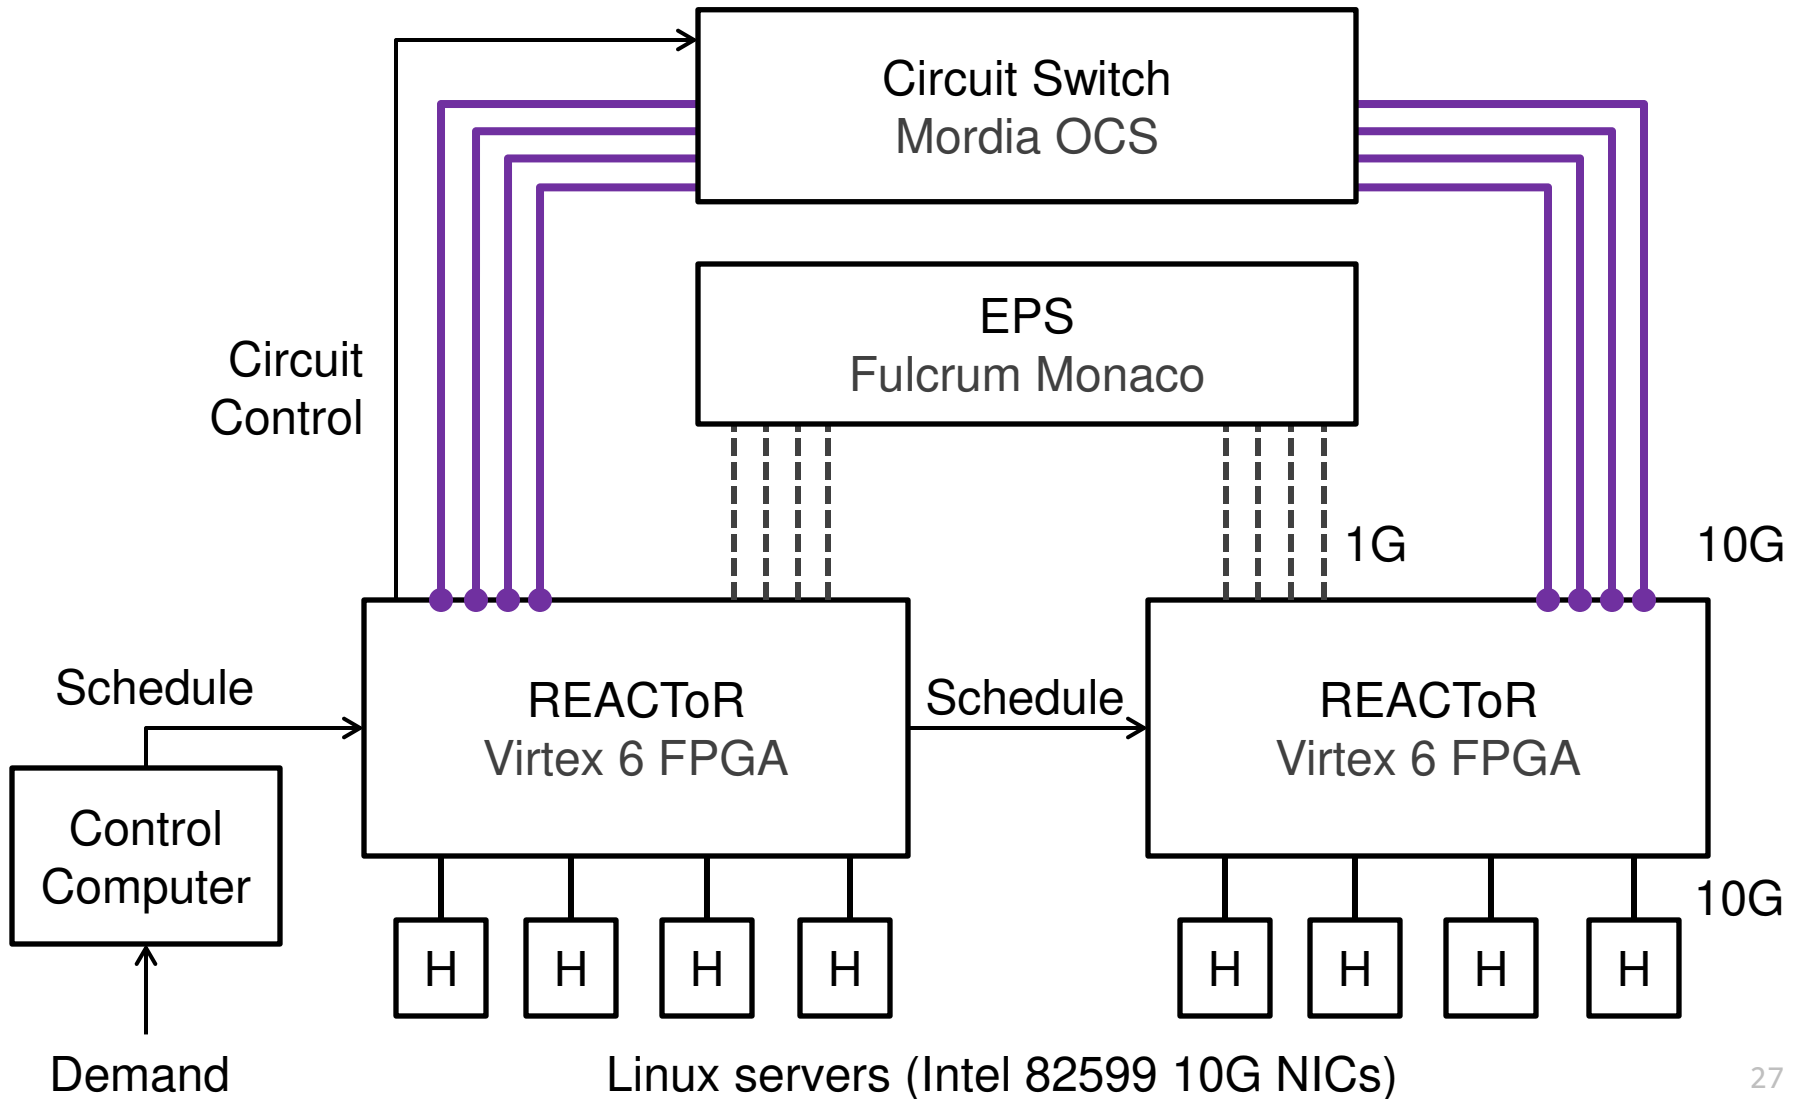 Circuit Switch
Mordia OCS
EPS
Fulcrum Monaco
Circuit
Control
1G
10G
Schedule
REACToR
Virtex 6 FPGA
Schedule
REACToR
Virtex 6 FPGA
Control
Computer
10G
H
H
H
H
H
H
H
H
Demand
Linux servers (Intel 82599 10G NICs)
27